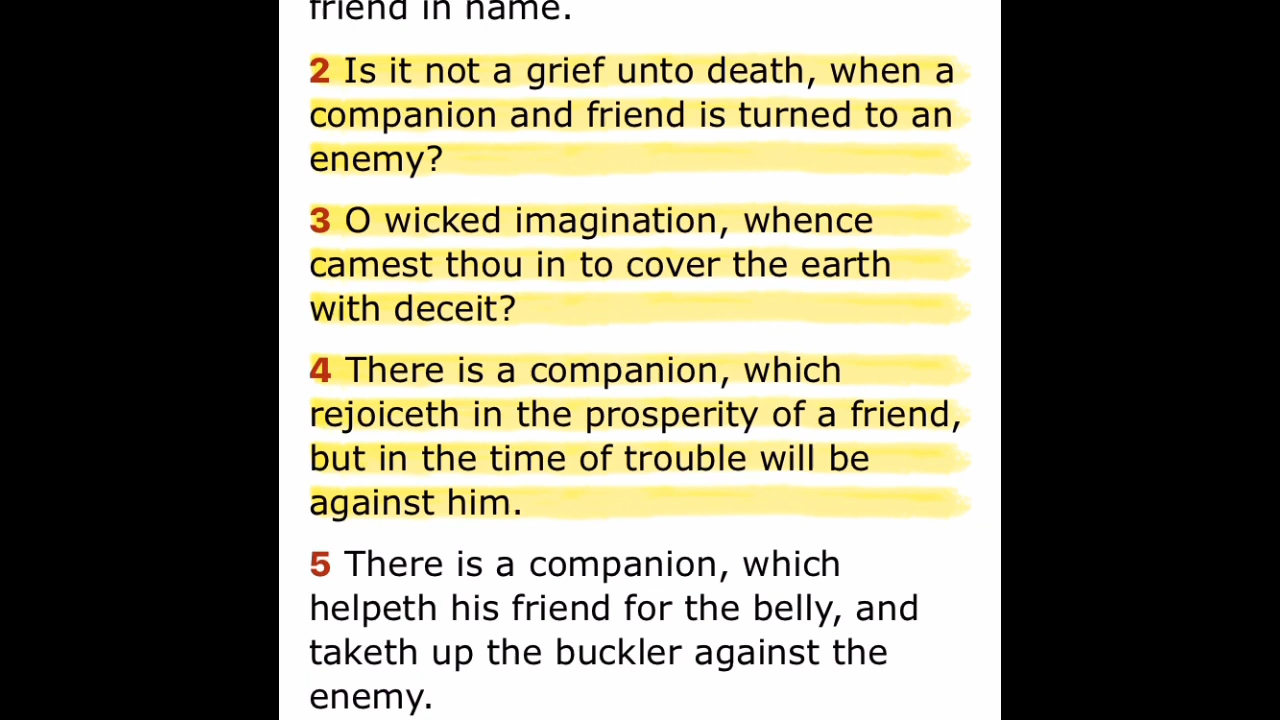 friend in name.
2 Is it not a grief unto death, when a
companion and friend is turned to an
enemy?
3 O wicked imagination, whence
camest thou in to cover the earth
with deceit?
4 There is a companion, which
rejoiceth in the prosperity of a friend,
but in the time of trouble will be
against him.
5 There is a companion, which
helpeth his friend for the belly, and
taketh up the buckler against the
enemy.